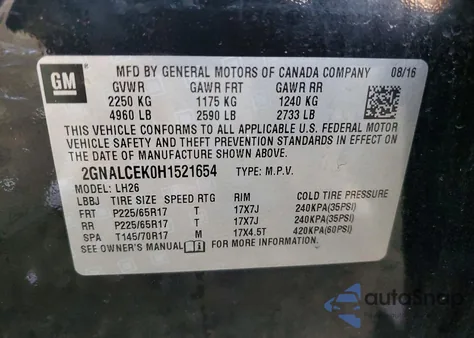 GM
MFD BY GENERAL MOTORS OF CANADA COMPANY 08/16
GVWR GAWR FRT GAWR RR
2250 KG 1175 KG 1240 KG
4960 LB 2590 LB 2733 LB
THIS VEHICLE CONFORMS TO ALL APPLICABLE U.S. FEDERAL MOTOR
VEHICLE SAFETY AND THEFT PREVENTION STANDARDS IN EFFECT ON THE DATE OF MANUFACTURE SHOWN
ABOVE.
2GNALCEK0H1521654 TYPE: M.P.V.
MODEL: LH26
LBBJ TIRE SIZE SPEED RTG RIM COLD TIRE PRESSURE
FRT P225/65R17 T 17X7J 240KPA(35PSI)
RR P225/65R17 T 17X7J 240KPA(35PSI)
SPA T145/70R17 M 17X4.5T 420KPA(60PSI)
SEE OWNER'S MANUAL FOR MORE INFORMATION.
autoSnap